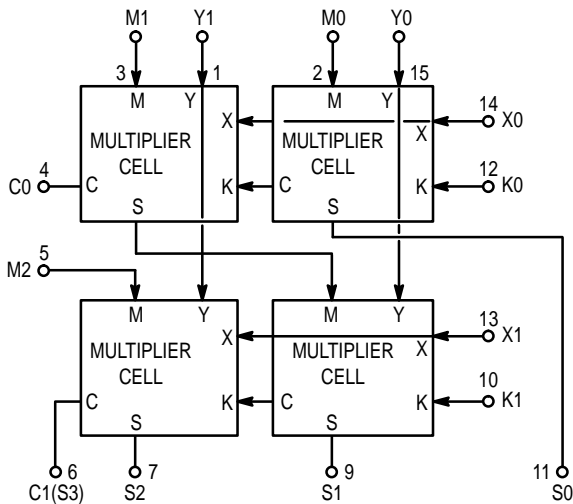 M1 Y1 M0 Y0
3 1 2 15
M Y M Y
14
X X X0
MULTIPLIER CELL MULTIPLIER CELL
4 12
C0 C K C K K0
S S
5
M2
M Y M Y
13
X X X1
MULTIPLIER CELL MULTIPLIER CELL
10
C K C K K1
S S
6 7 9 11
C1(S3) S2 S1 S0